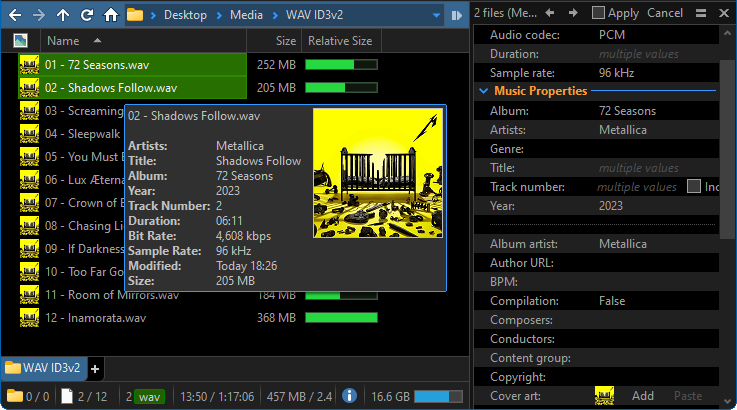 Desktop > Media > WAV ID3v2
Name Size Relative Size
01 - 72 Seasons.wav 252 MB
02 - Shadows Follow.wav 205 MB
03 - Screaming
04 - Sleepwalk
05 - You Must B
06 - Lux Æterna
07 - Crown of B
08 - Chasing Li
09 - If Darkness
10 - Too Far Go
11 - Room of Mirrors.wav 184 MB
12 - Inamorata.wav 368 MB
02 - Shadows Follow.wav
Artists: Metallica
Title: Shadows Follow
Album: 72 Seasons
Year: 2023
Track Number: 2
Duration: 06:11
Bit Rate: 4,608 kbps
Sample Rate: 96 kHz
Modified: Today 18:26
Size: 205 MB
WAV ID3v2 +
0 / 0 2 / 12 2 wav 13:50 / 1:17:06 457 MB / 2.4 16.6 GB
2 files (Me... Apply Cancel
Audio codec: PCM
Duration: multiple values
Sample rate: 96 kHz
Music Properties
Album: 72 Seasons
Artists: Metallica
Genre:
Title: multiple values
Track number: multiple values Inc
Year: 2023
Album artist: Metallica
Author URL:
BPM:
Compilation: False
Composers:
Conductors:
Content group:
Copyright:
Cover art: Add Paste